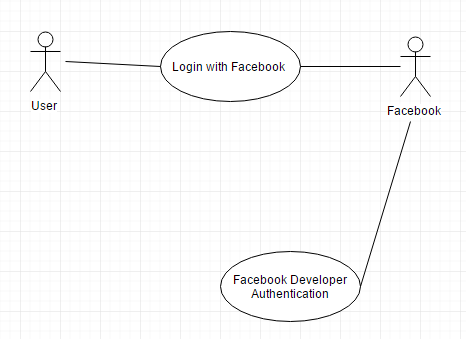 Login with Facebook
User
Facebook
Facebook Developer
Authentication